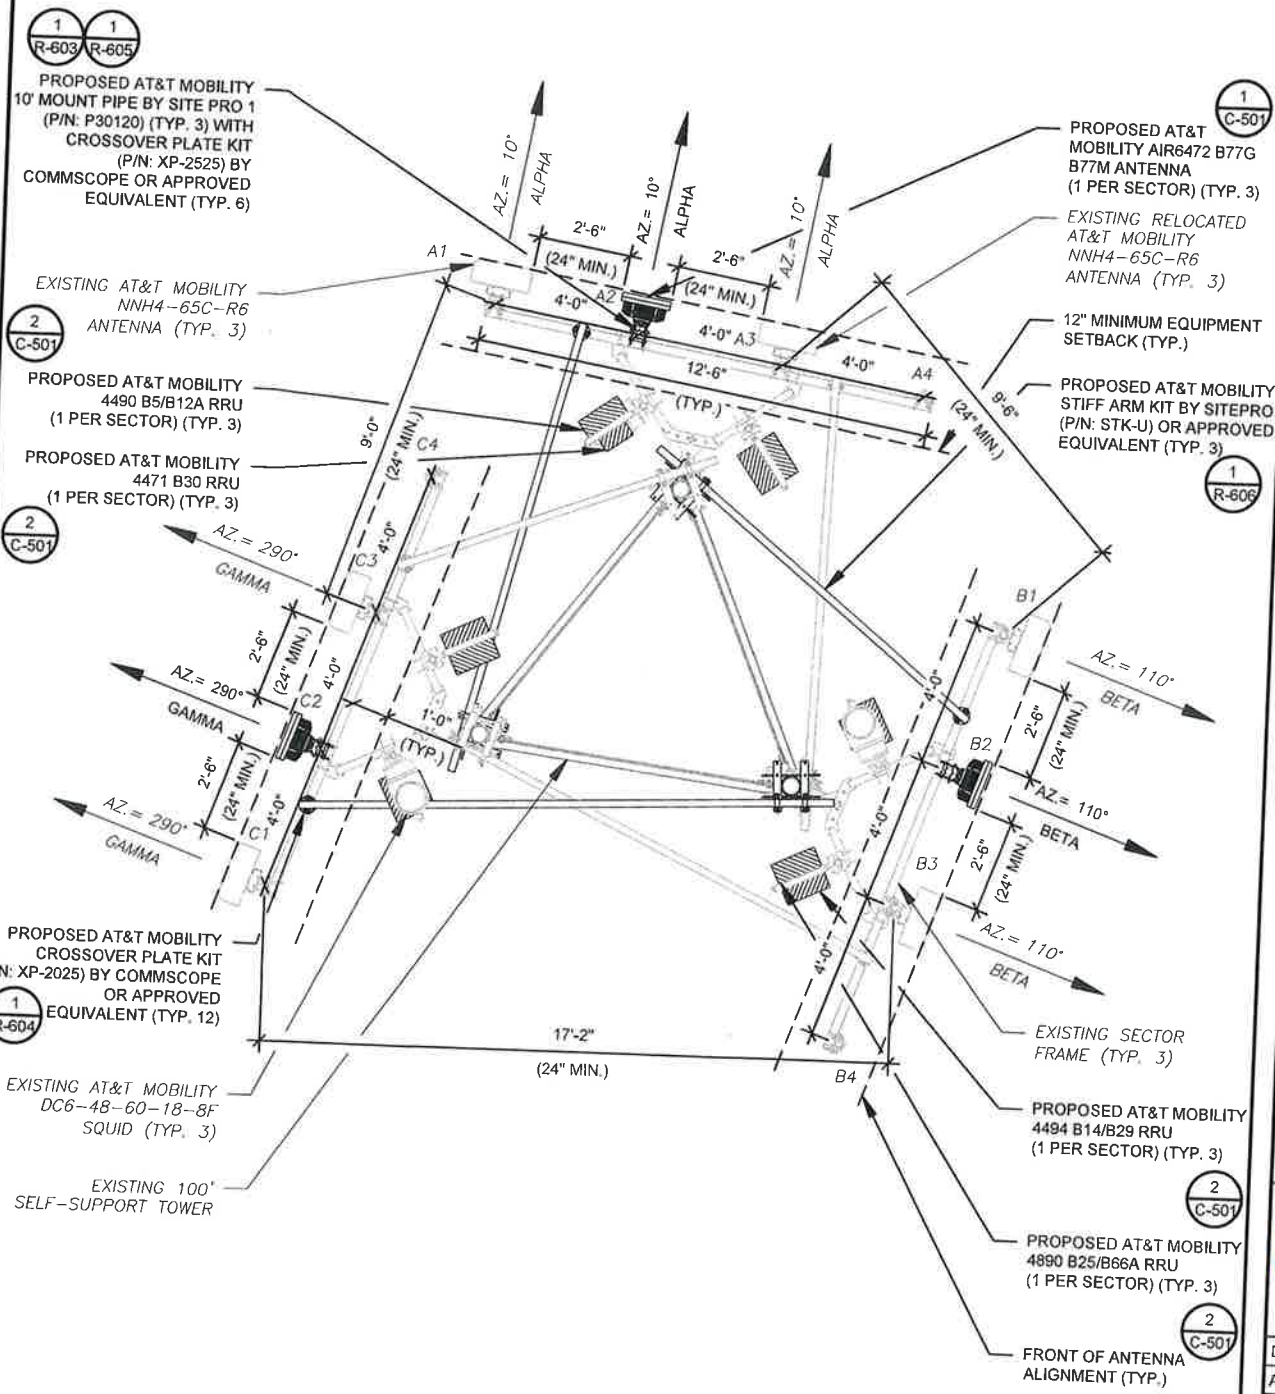 1
R-603
1
R-605
PROPOSED AT&T MOBILITY
10' MOUNT PIPE BY SITE PRO 1
(P/N: P30120) (TYP. 3) WITH
CROSSOVER PLATE KIT
(P/N: XP-2525) BY
COMMSCOPE OR APPROVED
EQUIVALENT (TYP. 6)
EXISTING AT&T MOBILITY
NNH4-65C-R6
ANTENNA (TYP. 3)
2
C-501
PROPOSED AT&T MOBILITY
4490 B5/B12A RRU
(1 PER SECTOR) (TYP. 3)
PROPOSED AT&T MOBILITY
4471 B30 RRU
(1 PER SECTOR) (TYP. 3)
2
C-501
AZ.= 10°
ALPHA
AZ.= 10°
ALPHA
AZ.= 10°
ALPHA
2'-6"
(24" MIN.)
2'-6"
(24" MIN.)
A1
A2
A3
A4
4'-0"
4'-0"
4'-0"
12'-6"
(TYP.)
1
C-501
PROPOSED AT&T
MOBILITY AIR6472 B77G
B77M ANTENNA
(1 PER SECTOR) (TYP. 3)
EXISTING RELOCATED
AT&T MOBILITY
NNH4-65C-R6
ANTENNA (TYP. 3)
12" MINIMUM EQUIPMENT
SETBACK (TYP.)
PROPOSED AT&T MOBILITY
STIFF ARM KIT BY SITEPRO
(P/N: STK-U) OR APPROVED
EQUIVALENT (TYP. 3)
1
R-606
9'-6"
(24" MIN.)
9'-0"
(24" MIN.)
C4
4'-0"
C3
AZ.= 290°
GAMMA
2'-6"
(24" MIN.)
4'-0"
AZ.= 290°
GAMMA
C2
1'-0"
(TYP.)
2'-6"
(24" MIN.)
4'-0"
AZ.= 290°
GAMMA
C1
B1
AZ.= 110°
BETA
4'-0"
2'-6"
(24" MIN.)
B2
AZ.= 110°
BETA
4'-0"
2'-6"
(24" MIN.)
B3
AZ.= 110°
BETA
4'-0"
B4
17'-2"
(24" MIN.)
PROPOSED AT&T MOBILITY
CROSSOVER PLATE KIT
N: XP-2025) BY COMMSCOPE
OR APPROVED
EQUIVALENT (TYP. 12)
1
R-604
EXISTING AT&T MOBILITY
DC6-48-60-18-8F
SQUID (TYP. 3)
EXISTING 100'
SELF-SUPPORT TOWER
EXISTING SECTOR
FRAME (TYP. 3)
PROPOSED AT&T MOBILITY
4494 B14/B29 RRU
(1 PER SECTOR) (TYP. 3)
2
C-501
PROPOSED AT&T MOBILITY
4890 B25/B66A RRU
(1 PER SECTOR) (TYP. 3)
2
C-501
FRONT OF ANTENNA
ALIGNMENT (TYP.)